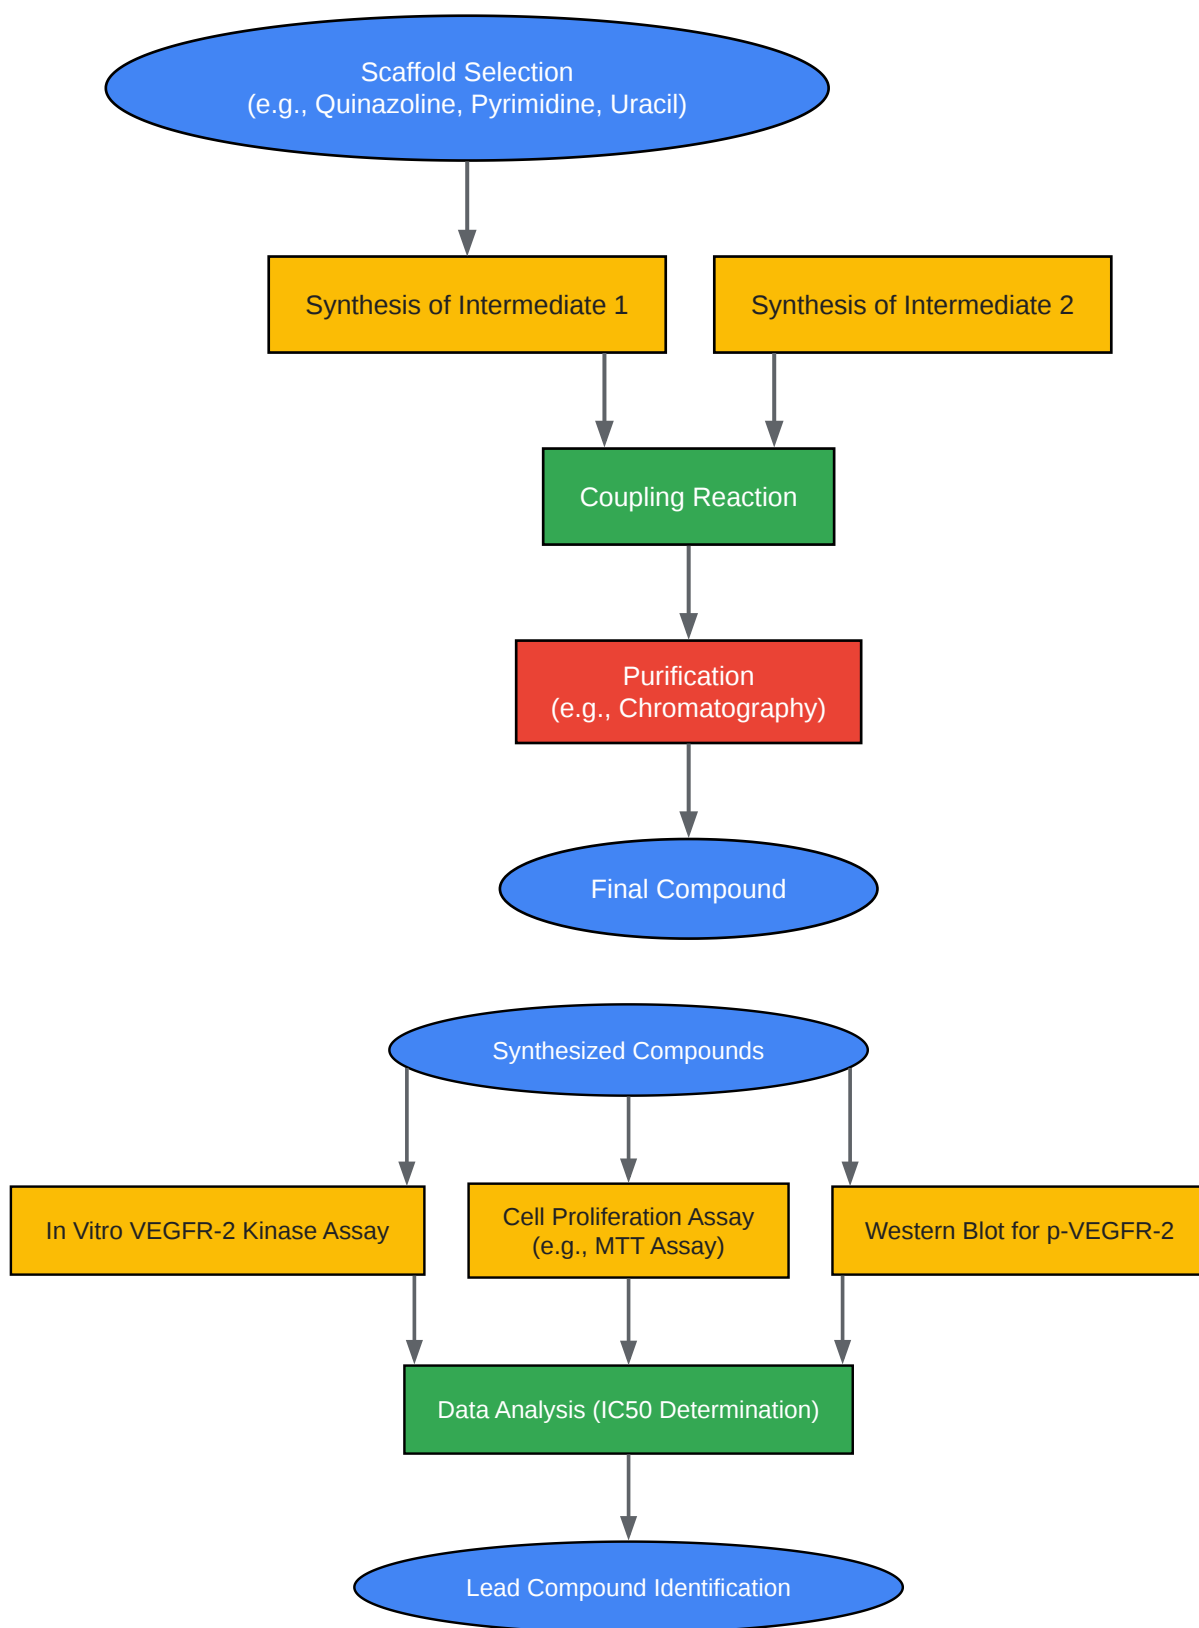 Scaffold Selection
(e.g., Quinazoline, Pyrimidine, Uracil)
Synthesis of Intermediate 1
Synthesis of Intermediate 2
Coupling Reaction
Purification
(e.g., Chromatography)
Final Compound
Synthesized Compounds
In Vitro VEGFR-2 Kinase Assay
Cell Proliferation Assay
(e.g., MTT Assay)
Western Blot for p-VEGFR-2
Data Analysis (IC50 Determination)
Lead Compound Identification